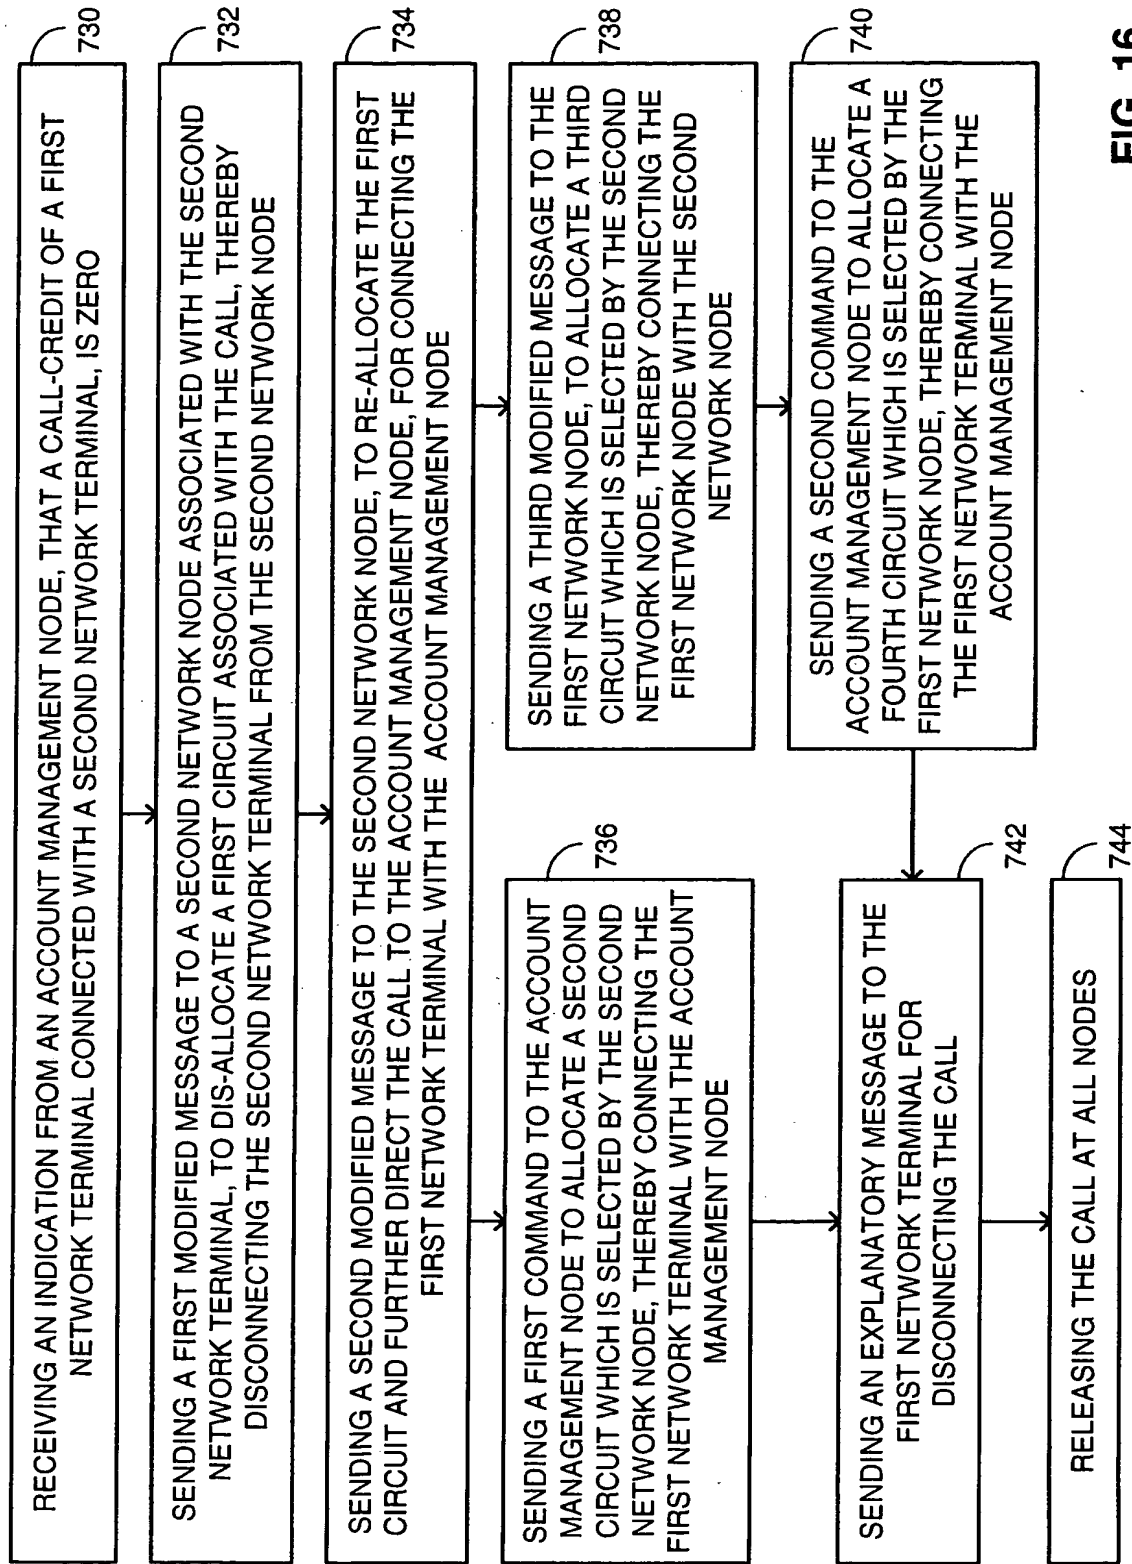 730
RECEIVING AN INDICATION FROM AN ACCOUNT MANAGEMENT NODE, THAT A CALL-CREDIT OF A FIRST
NETWORK TERMINAL CONNECTED WITH A SECOND NETWORK TERMINAL, IS ZERO
732
SENDING A FIRST MODIFIED MESSAGE TO A SECOND NETWORK NODE ASSOCIATED WITH THE SECOND
NETWORK TERMINAL, TO DIS-ALLOCATE A FIRST CIRCUIT ASSOCIATED WITH THE CALL, THEREBY
DISCONNECTING THE SECOND NETWORK TERMINAL FROM THE SECOND NETWORK NODE
734
SENDING A SECOND MODIFIED MESSAGE TO THE SECOND NETWORK NODE, TO RE-ALLOCATE THE FIRST
CIRCUIT AND FURTHER DIRECT THE CALL TO THE ACCOUNT MANAGEMENT NODE, FOR CONNECTING THE
FIRST NETWORK TERMINAL WITH THE ACCOUNT MANAGEMENT NODE
736
SENDING A FIRST COMMAND TO THE ACCOUNT
MANAGEMENT NODE TO ALLOCATE A SECOND
CIRCUIT WHICH IS SELECTED BY THE SECOND
NETWORK NODE, THEREBY CONNECTING THE
FIRST NETWORK TERMINAL WITH THE ACCOUNT
MANAGEMENT NODE
738
SENDING A THIRD MODIFIED MESSAGE TO THE
FIRST NETWORK NODE, TO ALLOCATE A THIRD
CIRCUIT WHICH IS SELECTED BY THE SECOND
NETWORK NODE, THEREBY CONNECTING THE
FIRST NETWORK NODE WITH THE SECOND
NETWORK NODE
740
SENDING A SECOND COMMAND TO THE
ACCOUNT MANAGEMENT NODE TO ALLOCATE A
FOURTH CIRCUIT WHICH IS SELECTED BY THE
FIRST NETWORK NODE, THEREBY CONNECTING
THE FIRST NETWORK TERMINAL WITH THE
ACCOUNT MANAGEMENT NODE
742
SENDING AN EXPLANATORY MESSAGE TO THE
FIRST NETWORK TERMINAL FOR
DISCONNECTING THE CALL
744
RELEASING THE CALL AT ALL NODES
FIG. 16